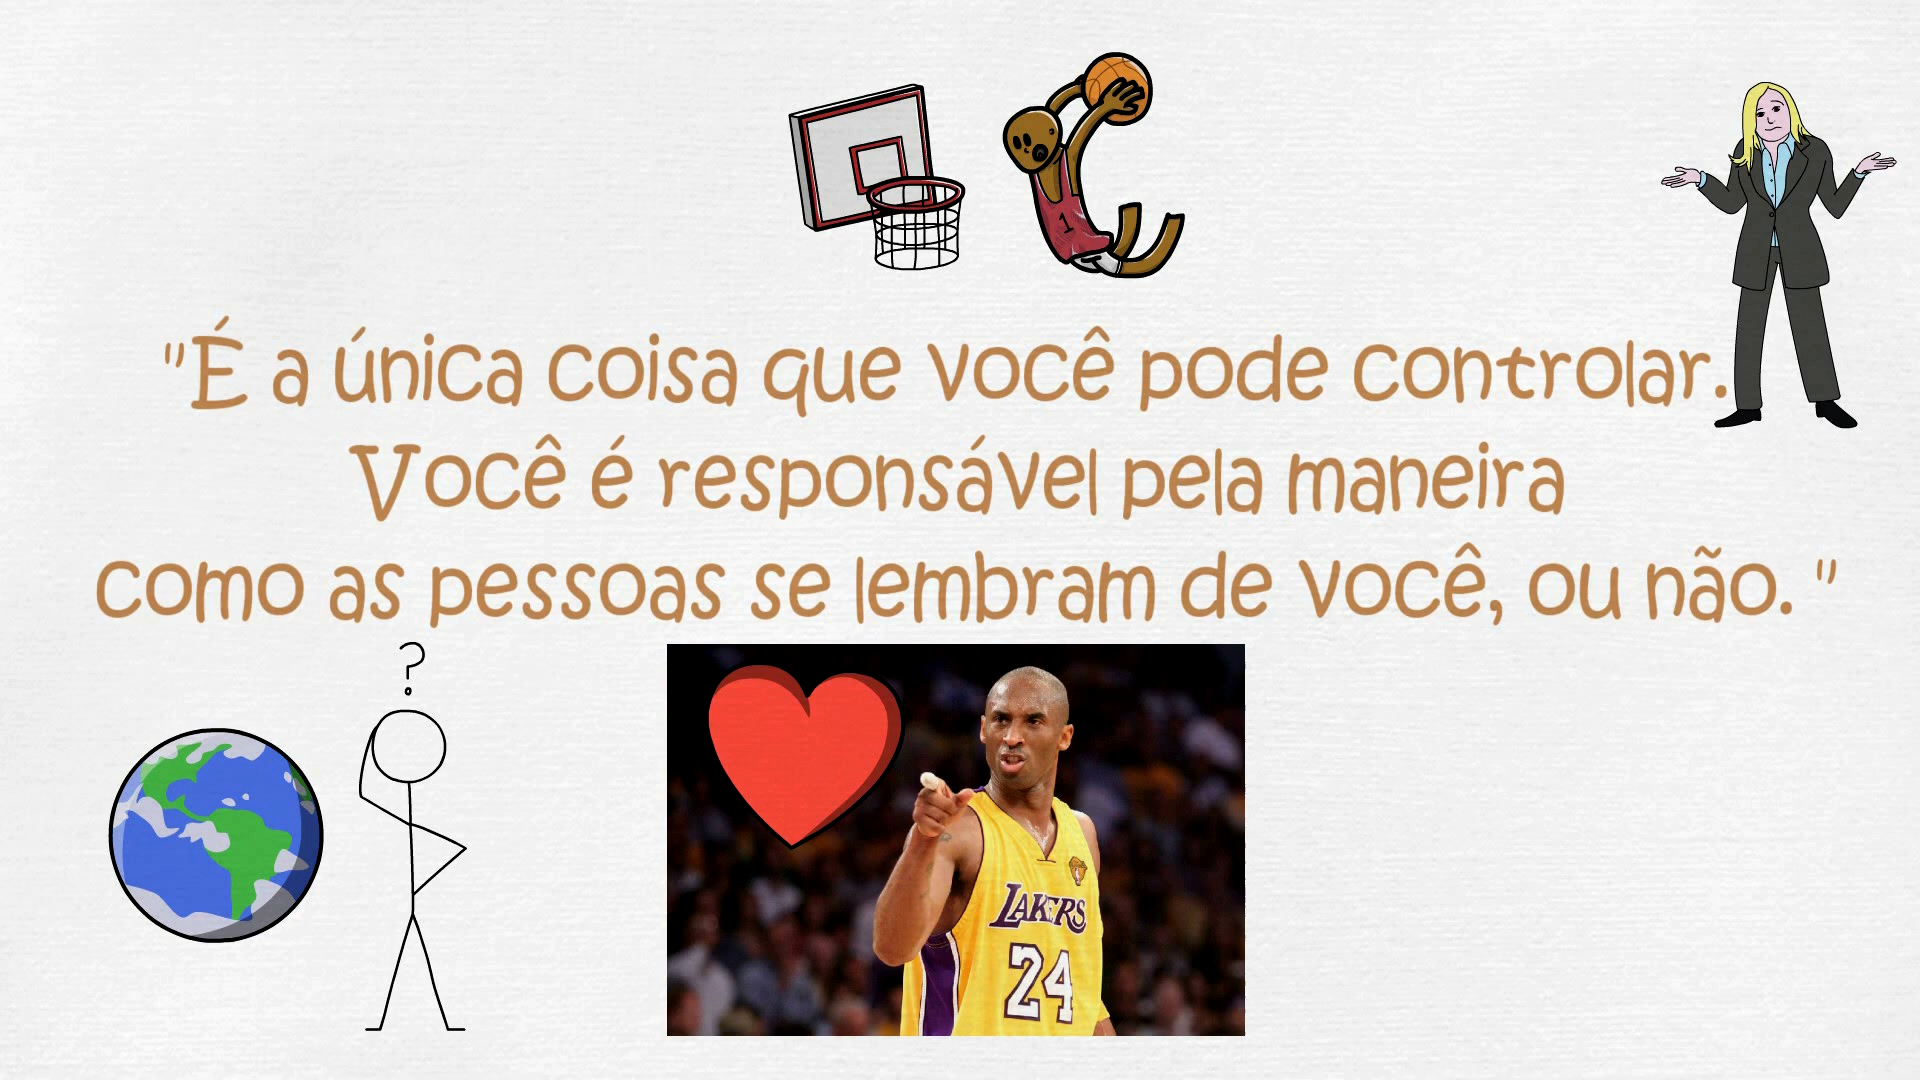 "É a única coisa que você pode controlar.
Você é responsável pela maneira
como as pessoas se lembram de você, ou não. "
1
?
LAKERS
24